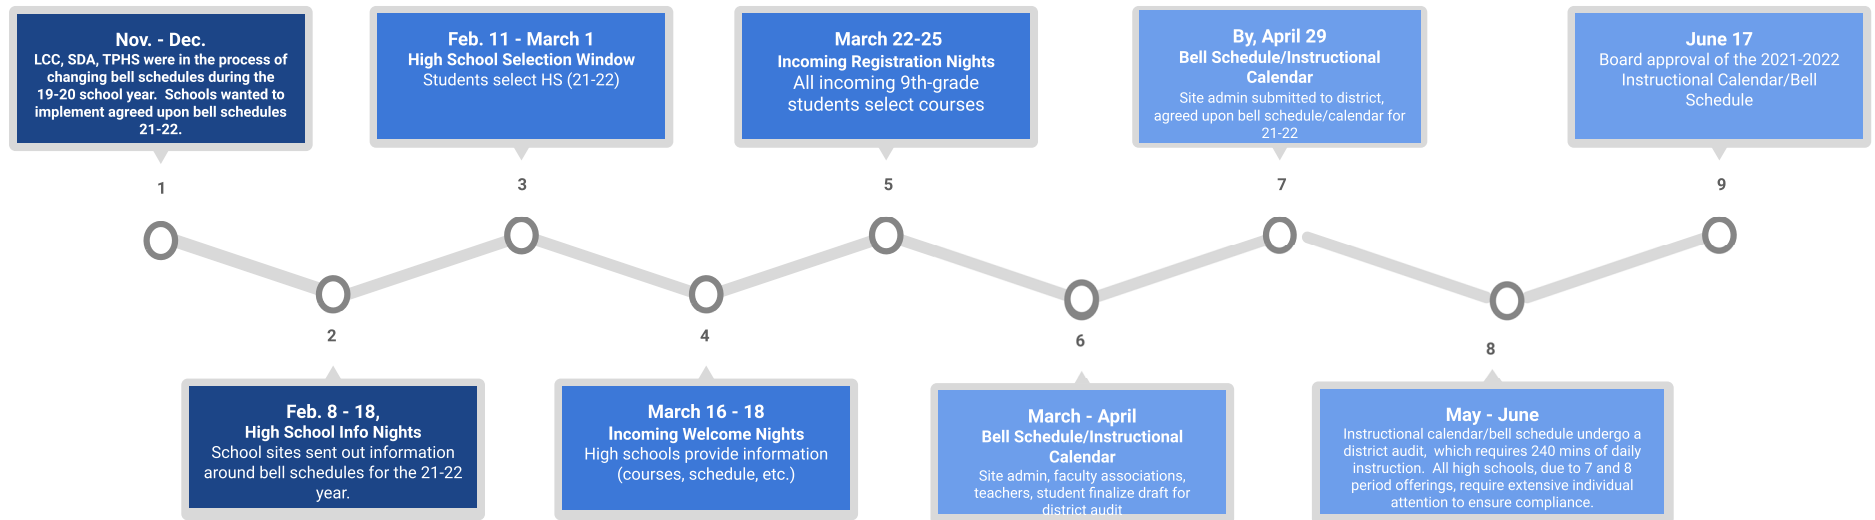 Nov. - Dec.
LCC, SDA, TPHS were in the process of
changing bell schedules during the
19-20 school year.  Schools wanted to
implement agreed upon bell schedules
21-22.
1
2
Feb. 8 - 18,
High School Info Nights
School sites sent out information
around bell schedules for the 21-22
year.
Feb. 11 - March 1
High School Selection Window
Students select HS (21-22)
3
4
March 16 - 18
Incoming Welcome Nights
High schools provide information
(courses, schedule, etc.)
March 22-25
Incoming Registration Nights
All incoming 9th-grade
students select courses
5
6
March - April
Bell Schedule/Instructional
Calendar
Site admin, faculty associations,
teachers, student finalize draft for
district audit
By, April 29
Bell Schedule/Instructional
Calendar
Site admin submitted to district,
agreed upon bell schedule/calendar for
21-22
7
8
May - June
Instructional calendar/bell schedule undergo a
district audit,  which requires 240 mins of daily
instruction.  All high schools, due to 7 and 8
period offerings, require extensive individual
attention to ensure compliance.
June 17
Board approval of the 2021-2022
Instructional Calendar/Bell
Schedule
9